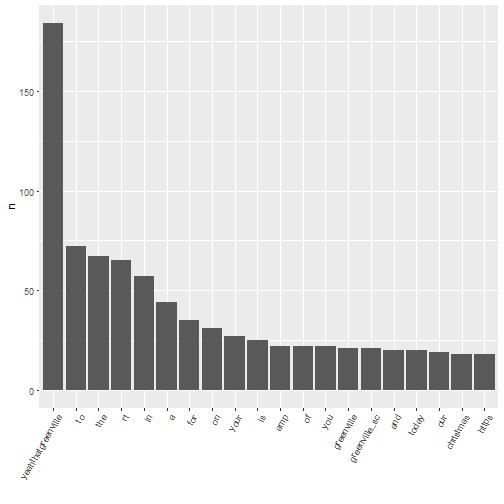 150
100
50
0
n
yeahthatgreenville
to
the
rt
in
a
for
on
your
is
amp
of
you
greenville
greenville_sc
and
today
our
christmas
https